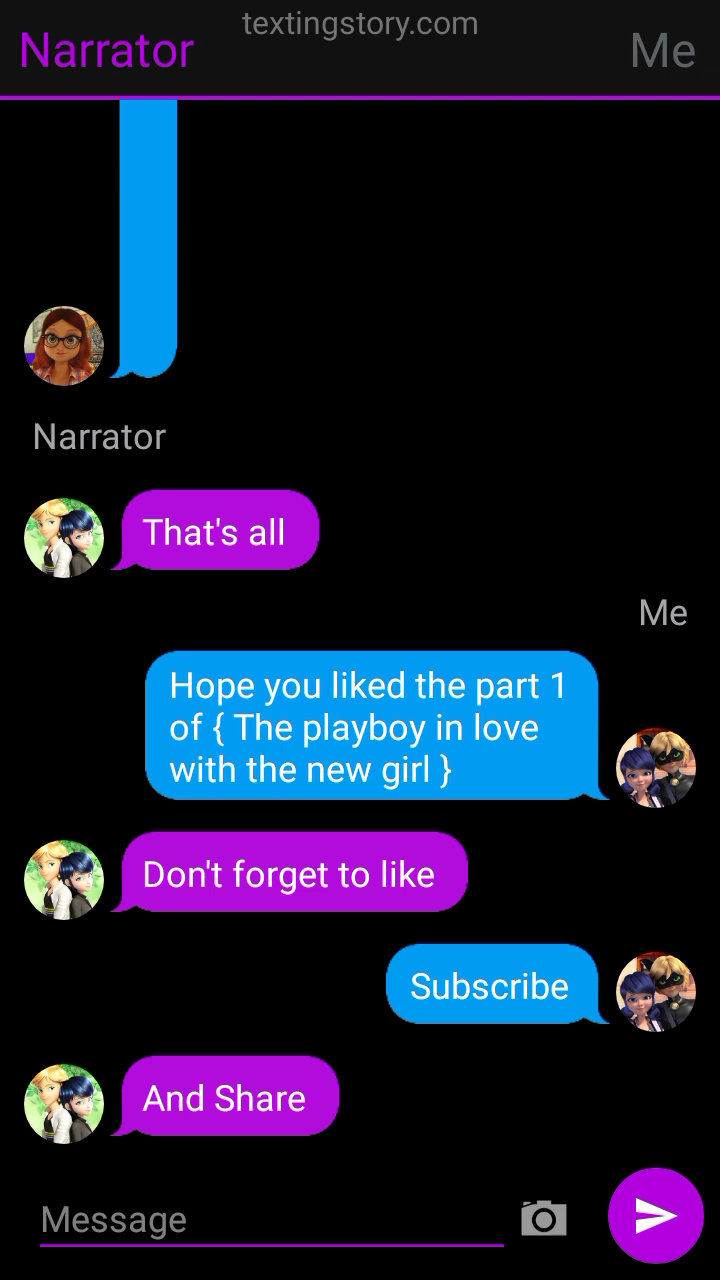 textingstory.com
Narrator
Me
Narrator
That's all
Me
Hope you liked the part 1
of { The playboy in love
with the new girl }
Don't forget to like
Subscribe
And Share
Message